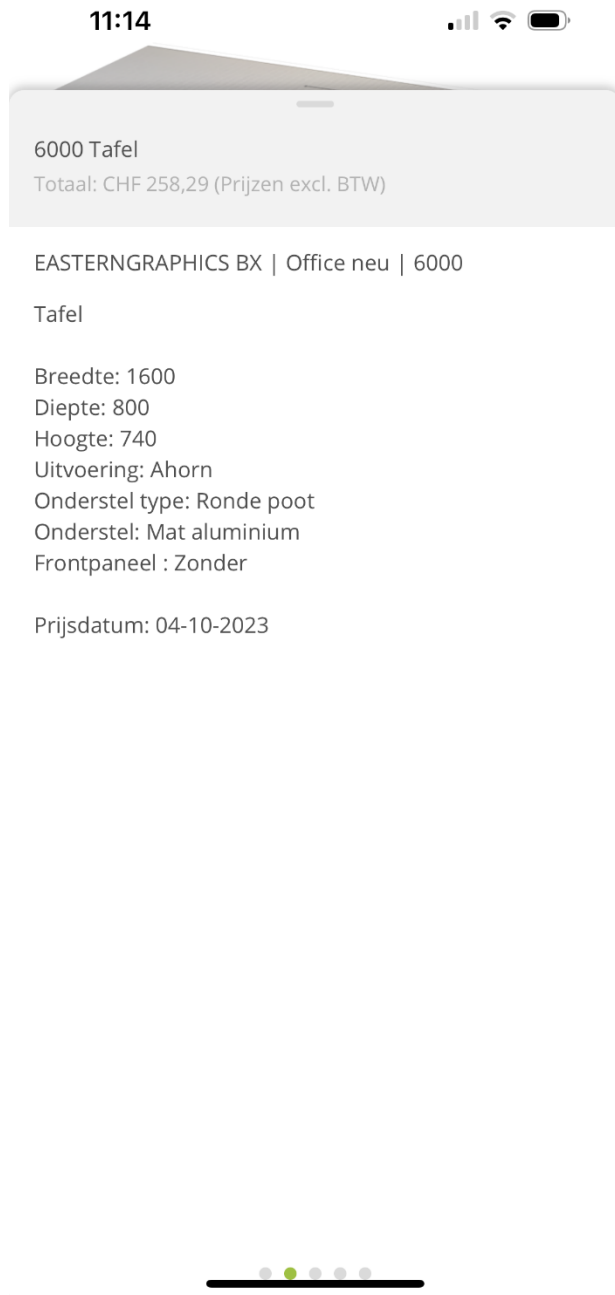 11:14
6000 Tafel
Totaal: CHF 258,29 (Prijzen excl. BTW)
EASTERNGRAPHICS BX | Office neu | 6000
Tafel
Breedte: 1600
Diepte: 800
Hoogte: 740
Uitvoering: Ahorn
Onderstel type: Ronde poot
Onderstel: Mat aluminium
Frontpaneel : Zonder
Prijsdatum: 04-10-2023